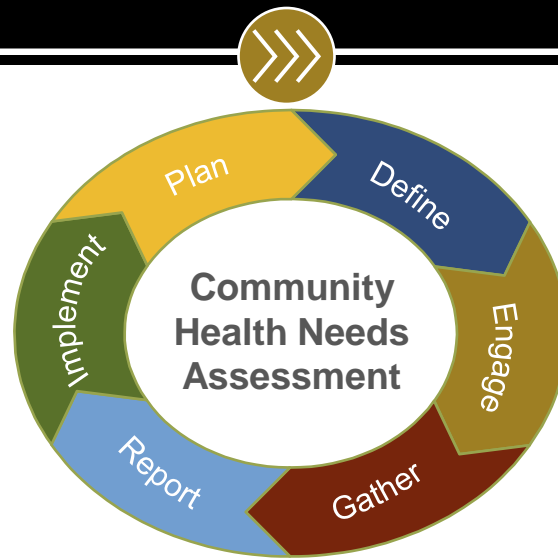 Plan
Define
Engage
Gather
Report
Implement
Community
Health Needs
Assessment